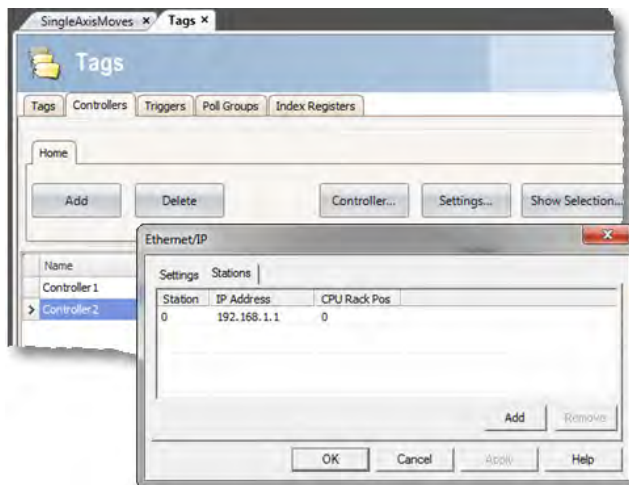 SingleAxisMoves × Tags ×
Tags
Tags Controllers Triggers Poll Groups Index Registers
Home
Add Delete Controller... Settings... Show Selection...
Ethernet/IP
Name
Controller1
Controller2
Settings Stations
Station IP Address CPU Rack Pos
0 192.168.1.1 0
Add Remove
OK Cancel Apply Help